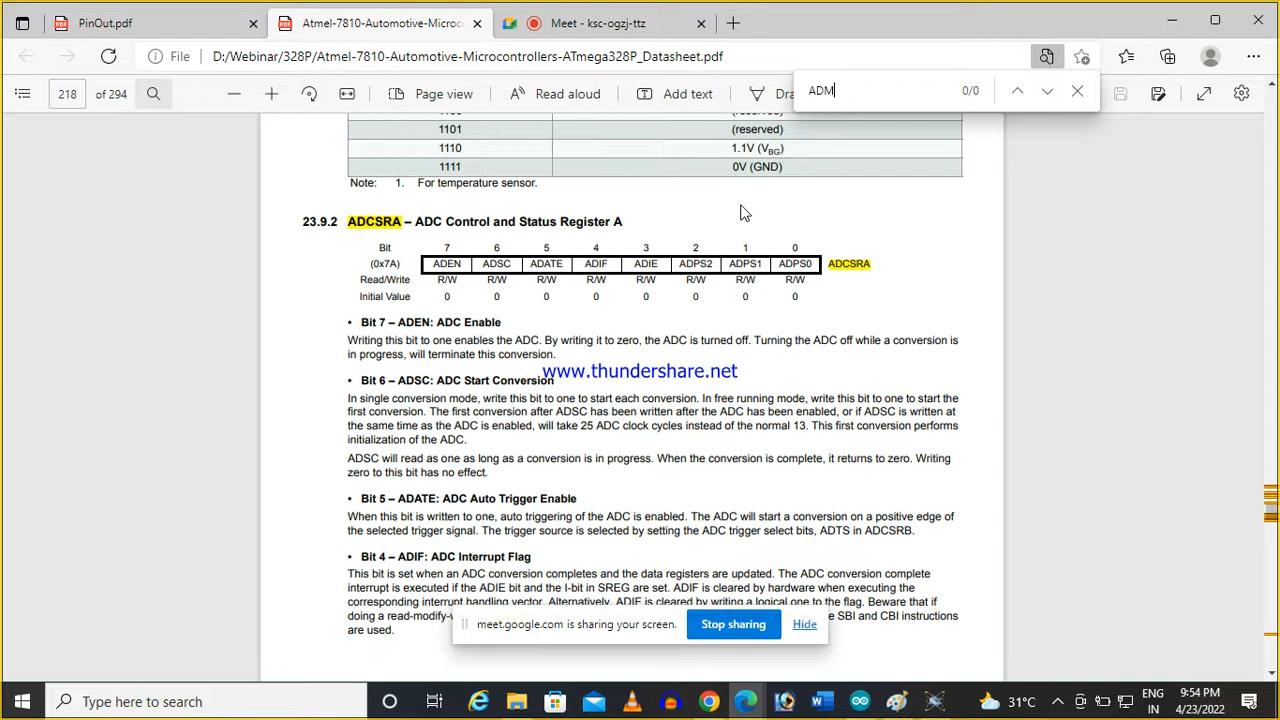 PinOut.pdf
Atmel-7810-Automotive-Microco
Meet - ksc-ogzj-ttz
File
D:/Webinar/328P/Atmel-7810-Automotive-Microcontrollers-ATmega328P_Datasheet.pdf
218 of 294
Page view
Read aloud
Add text
Dra
ADM
0/0
1101 (reserved)
1110 1.1V (VBG)
1111 0V (GND)
Note: 1. For temperature sensor.
23.9.2 ADCSRA – ADC Control and Status Register A
Bit 7 6 5 4 3 2 1 0
(0x7A) ADEN ADSC ADATE ADIF ADIE ADPS2 ADPS1 ADPS0 ADCSRA
Read/Write R/W R/W R/W R/W R/W R/W R/W R/W
Initial Value 0 0 0 0 0 0 0 0
• Bit 7 – ADEN: ADC Enable
Writing this bit to one enables the ADC. By writing it to zero, the ADC is turned off. Turning the ADC off while a conversion is
in progress, will terminate this conversion.
www.thundershare.net
• Bit 6 – ADSC: ADC Start Conversion
In single conversion mode, write this bit to one to start each conversion. In free running mode, write this bit to one to start the
first conversion. The first conversion after ADSC has been written after the ADC has been enabled, or if ADSC is written at
the same time as the ADC is enabled, will take 25 ADC clock cycles instead of the normal 13. This first conversion performs
initialization of the ADC.
ADSC will read as one as long as a conversion is in progress. When the conversion is complete, it returns to zero. Writing
zero to this bit has no effect.
• Bit 5 – ADATE: ADC Auto Trigger Enable
When this bit is written to one, auto triggering of the ADC is enabled. The ADC will start a conversion on a positive edge of
the selected trigger signal. The trigger source is selected by setting the ADC trigger select bits, ADTS in ADCSRB.
• Bit 4 – ADIF: ADC Interrupt Flag
This bit is set when an ADC conversion completes and the data registers are updated. The ADC conversion complete
interrupt is executed if the ADIE bit and the I-bit in SREG are set. ADIF is cleared by hardware when executing the
corresponding interrupt handling vector. Alternatively, ADIF is cleared by writing a logical one to the flag. Beware that if
doing a read-modify- e SBI and CBI instructions
are used.
meet.google.com is sharing your screen.
Stop sharing
Hide
Type here to search
31°C
ENG
IN
9:54 PM
4/23/2022